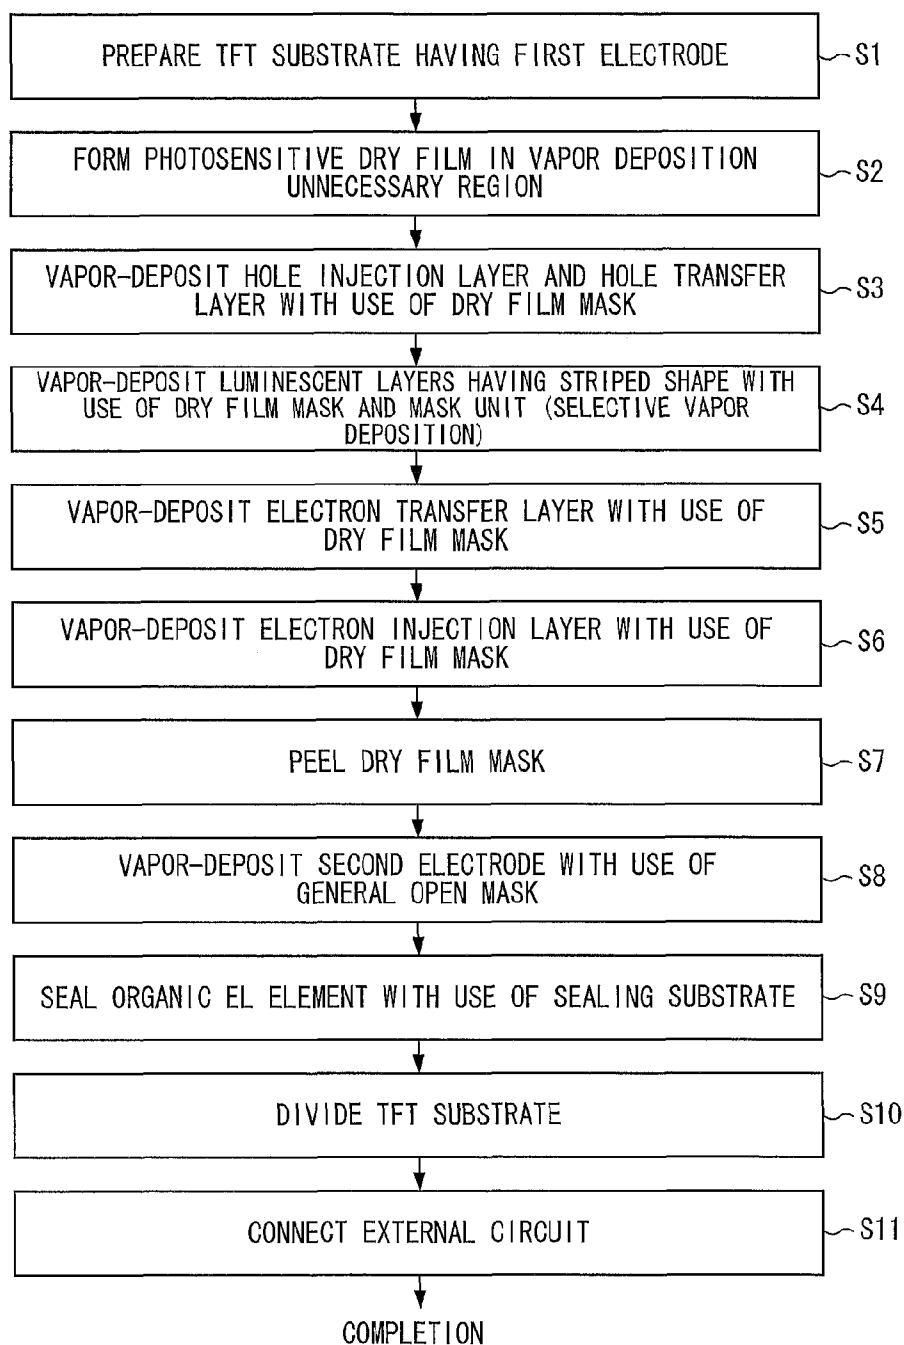 PREPARE TFT SUBSTRATE HAVING FIRST ELECTRODE
S1
FORM PHOTOSENSITIVE DRY FILM IN VAPOR DEPOSITION
UNNECESSARY REGION
S2
VAPOR-DEPOSIT HOLE INJECTION LAYER AND HOLE TRANSFER
LAYER WITH USE OF DRY FILM MASK
S3
VAPOR-DEPOSIT LUMINESCENT LAYERS HAVING STRIPED SHAPE WITH
USE OF DRY FILM MASK AND MASK UNIT (SELECTIVE VAPOR
DEPOSITION)
S4
VAPOR-DEPOSIT ELECTRON TRANSFER LAYER WITH USE OF
DRY FILM MASK
S5
VAPOR-DEPOSIT ELECTRON INJECTION LAYER WITH USE OF
DRY FILM MASK
S6
PEEL DRY FILM MASK
S7
VAPOR-DEPOSIT SECOND ELECTRODE WITH USE OF
GENERAL OPEN MASK
S8
SEAL ORGANIC EL ELEMENT WITH USE OF SEALING SUBSTRATE
S9
DIVIDE TFT SUBSTRATE
S10
CONNECT EXTERNAL CIRCUIT
S11
COMPLETION